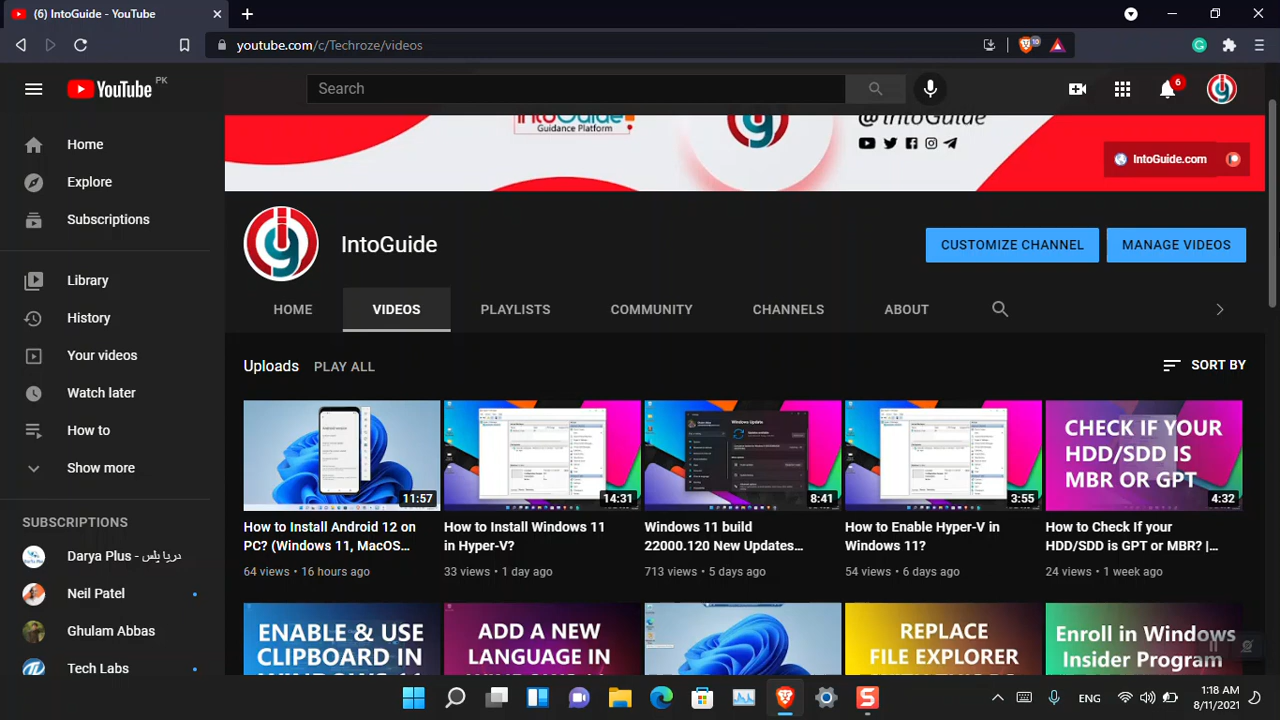 (6) IntoGuide - YouTube
youtube.com/c/Techroze/videos
10
YouTube PK
Search
6
IntoGuide
Guidance Platform
@IntoGuide
IntoGuide.com
Home
Explore
Subscriptions
Library
History
Your videos
Watch later
How to
Show more
SUBSCRIPTIONS
Darya Plus - دریا پلس
Neil Patel
Ghulam Abbas
Tech Labs
IntoGuide
CUSTOMIZE CHANNEL
MANAGE VIDEOS
HOME
VIDEOS
PLAYLISTS
COMMUNITY
CHANNELS
ABOUT
Uploads
PLAY ALL
SORT BY
11:57
How to Install Android 12 on
PC? (Windows 11, MacOS...
64 views • 16 hours ago
14:31
How to Install Windows 11
in Hyper-V?
33 views • 1 day ago
Windows Update
8:41
Windows 11 build
22000.120 New Updates...
713 views • 5 days ago
3:55
How to Enable Hyper-V in
Windows 11?
54 views • 6 days ago
CHECK IF YOUR
HDD/SDD IS
MBR OR GPT
4:32
How to Check If your
HDD/SDD is GPT or MBR? |...
24 views • 1 week ago
ENABLE & USE
CLIPBOARD IN
ADD A NEW
LANGUAGE IN
REPLACE
FILE EXPLORER
Enroll in Windows
Insider Program
ENG
1:18 AM
8/11/2021